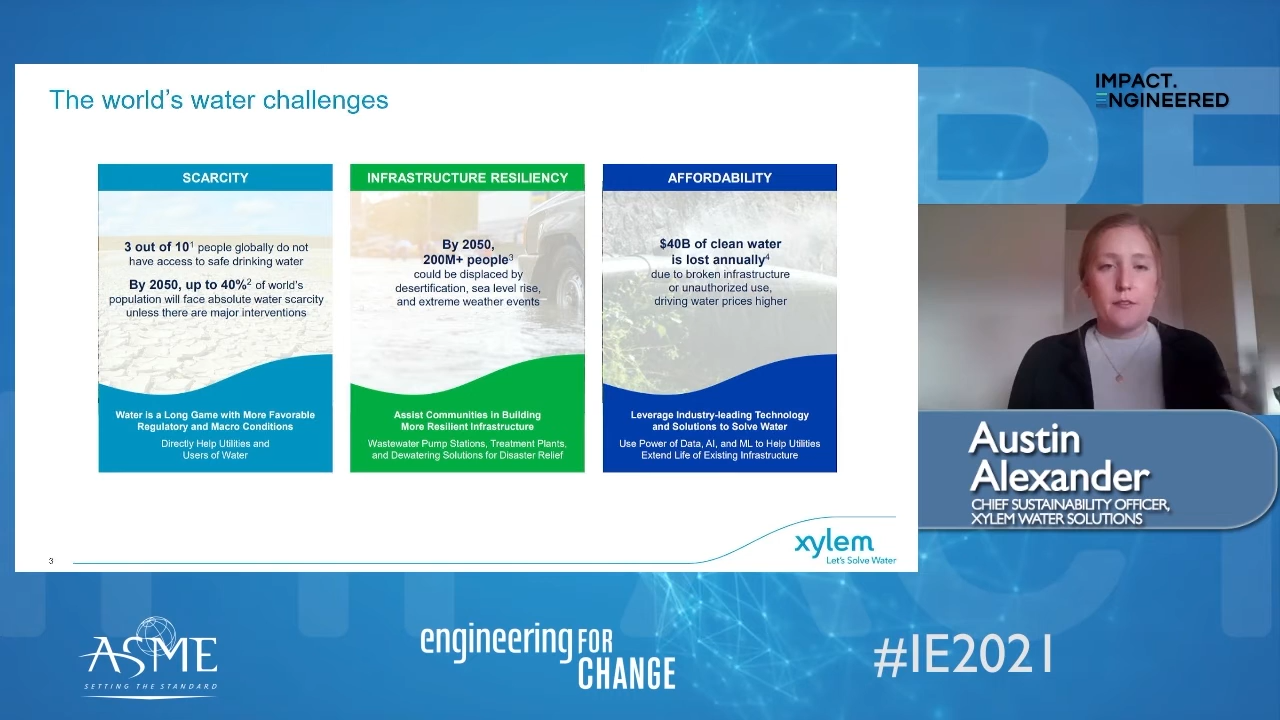 The world's water challenges
SCARCITY
3 out of 10¹ people globally do not
have access to safe drinking water
By 2050, up to 40%² of world's
population will face absolute water scarcity
unless there are major interventions
Water is a Long Game with More Favorable
Regulatory and Macro Conditions
Directly Help Utilities and
Users of Water
INFRASTRUCTURE RESILIENCY
By 2050,
200M+ people³
could be displaced by
desertification, sea level rise,
and extreme weather events
Assist Communities in Building
More Resilient Infrastructure
Wastewater Pump Stations, Treatment Plants,
and Dewatering Solutions for Disaster Relief
AFFORDABILITY
$40B of clean water
is lost annually⁴
due to broken infrastructure
or unauthorized use,
driving water prices higher
Leverage Industry-leading Technology
and Solutions to Solve Water
Use Power of Data, AI, and ML to Help Utilities
Extend Life of Existing Infrastructure
3
xylem
Let's Solve Water
IMPACT.
ENGINEERED
Austin
Alexander
CHIEF SUSTAINABILITY OFFICER,
XYLEM WATER SOLUTIONS
ASME
SETTING THE STANDARD
engineering FOR
CHANGE
#IE2021